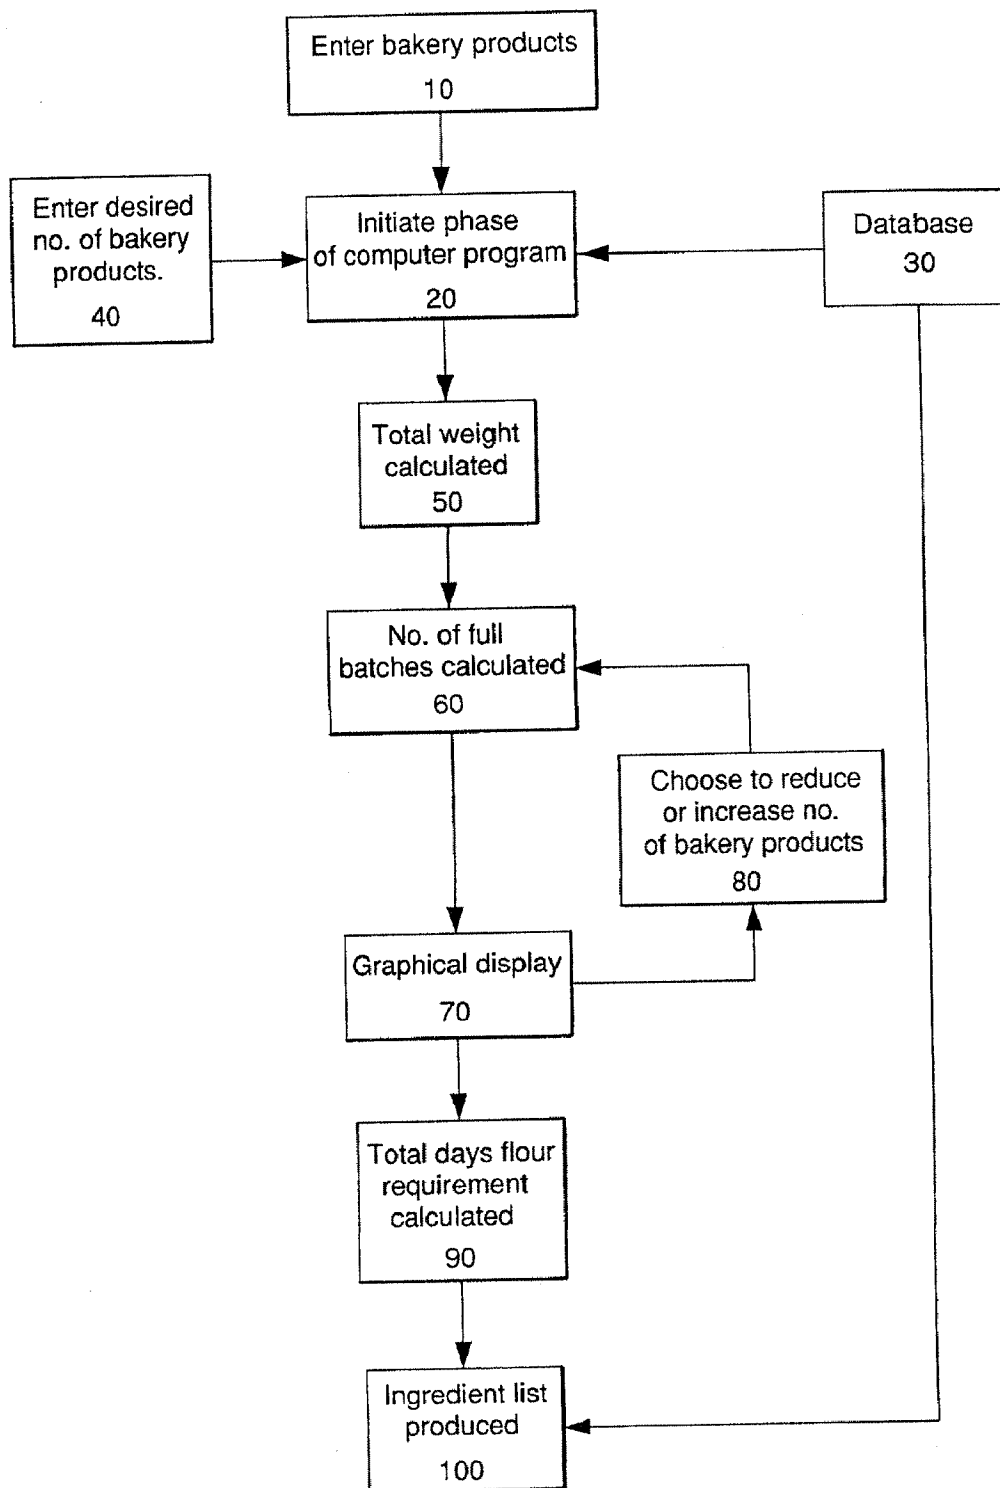 Enter bakery products
10
Enter desired
no. of bakery
products.
40
Initiate phase
of computer program
20
Database
30
Total weight
calculated
50
No. of full
batches calculated
60
Choose to reduce
or increase no.
of bakery products
80
Graphical display
70
Total days flour
requirement
calculated
90
Ingredient list
produced
100